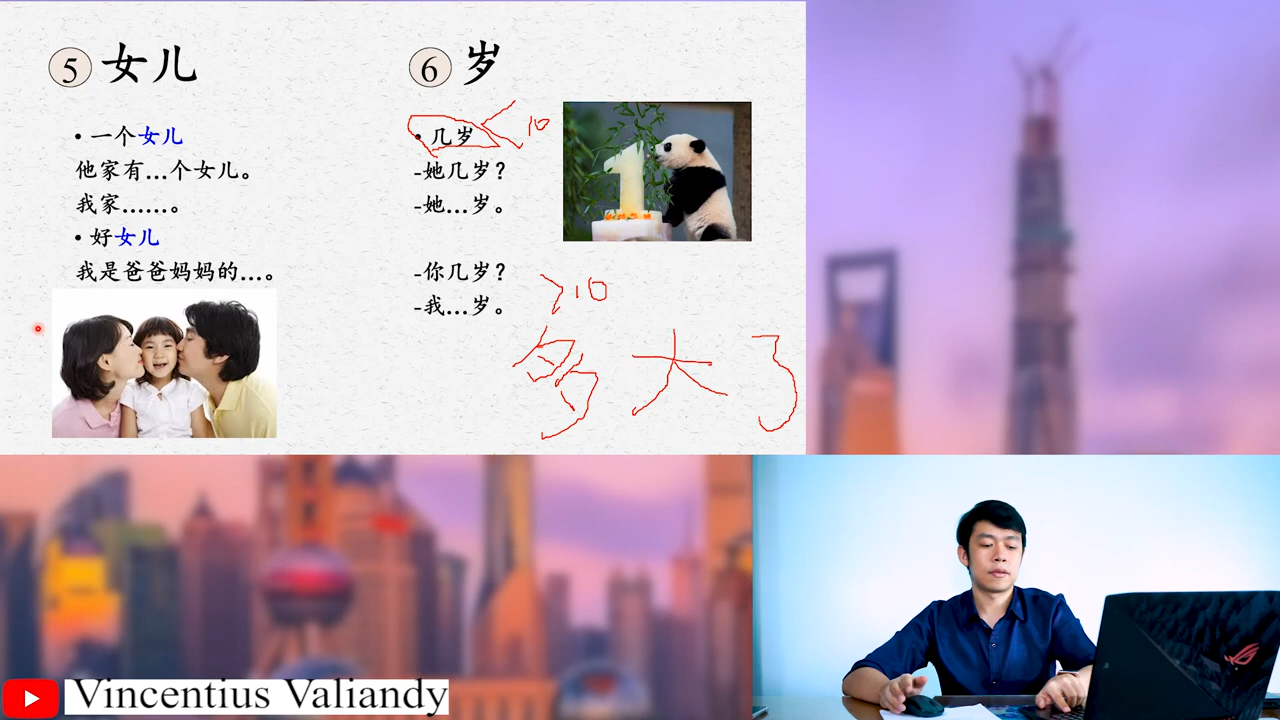 5 女儿
• 一个女儿
他家有...个女儿。
我家......。
• 好女儿
我是爸爸妈妈的...。
6 岁
• 几岁 <10
-她几岁?
-她...岁。
-你几岁?
-我...岁。
>10
多大了
1
Vincentius Valiandy